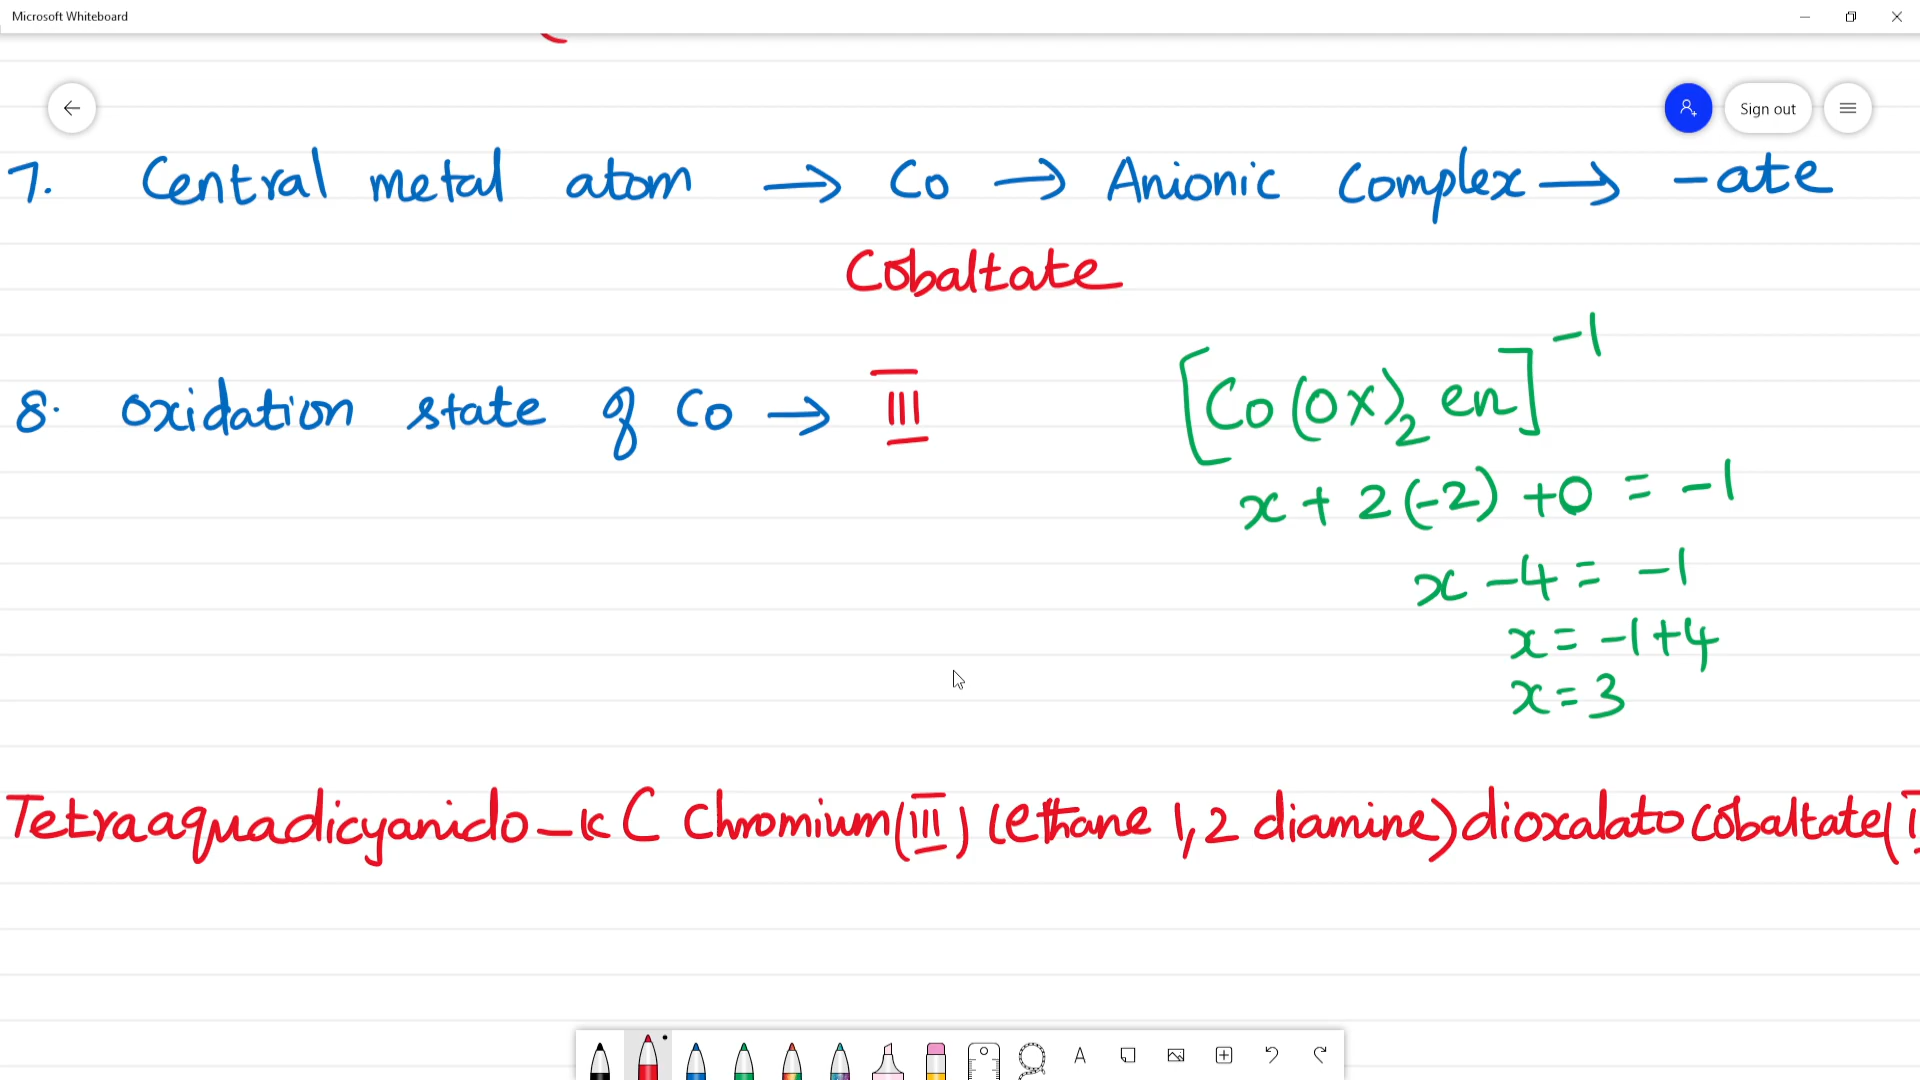 Microsoft Whiteboard
Sign out
7. Central metal atom → Co → Anionic Complex → -ate
Cobaltate
8. oxidation state of Co → III
[Co(ox)₂ en]⁻¹
x + 2(-2) +0 = -1
x -4 = -1
x = -1+4
x = 3
Tetraaquadicyanido-κC Chromium(III) (ethane 1,2 diamine)dioxalato cobaltate(
A